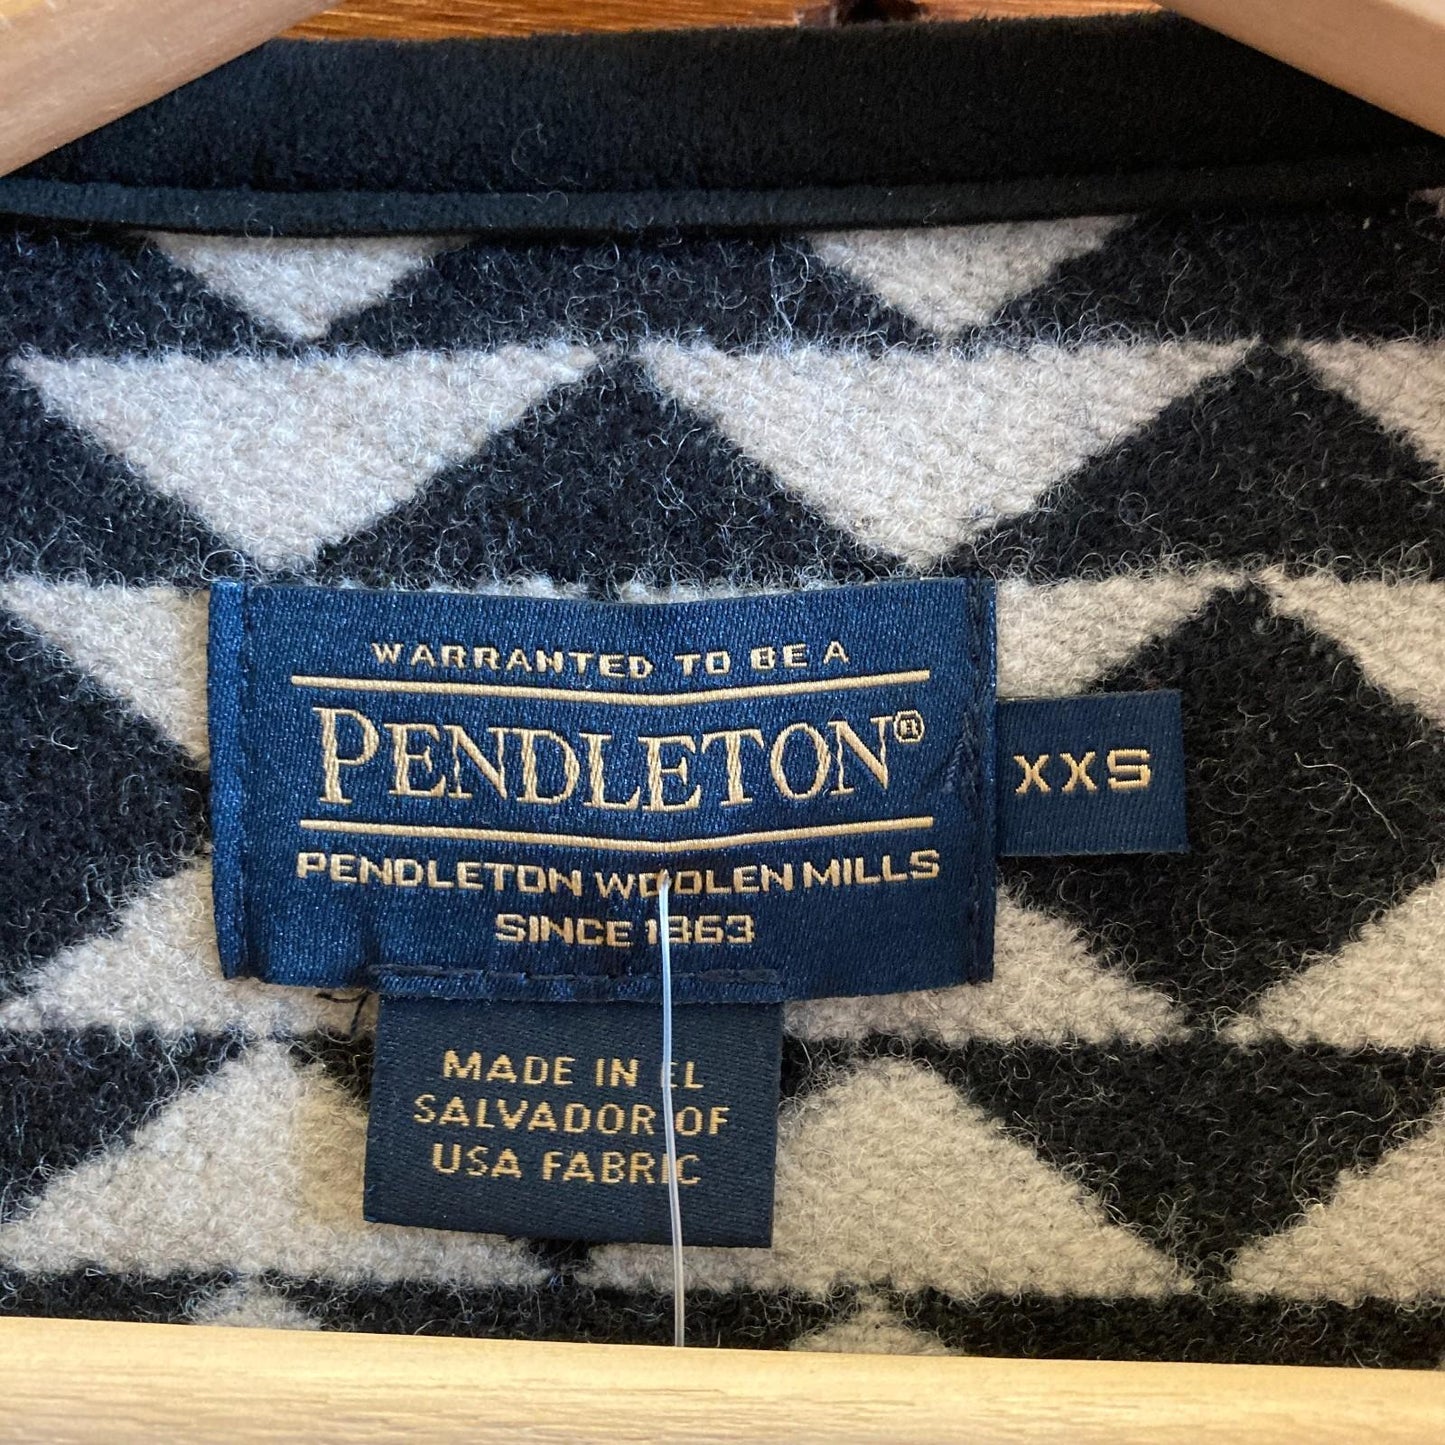 WARRANTED TO BE A
PENDLETON®
PENDLETON WOOLEN MILLS
SINCE 1863
XXS
MADE IN EL
SALVADOR OF
USA FABRIC